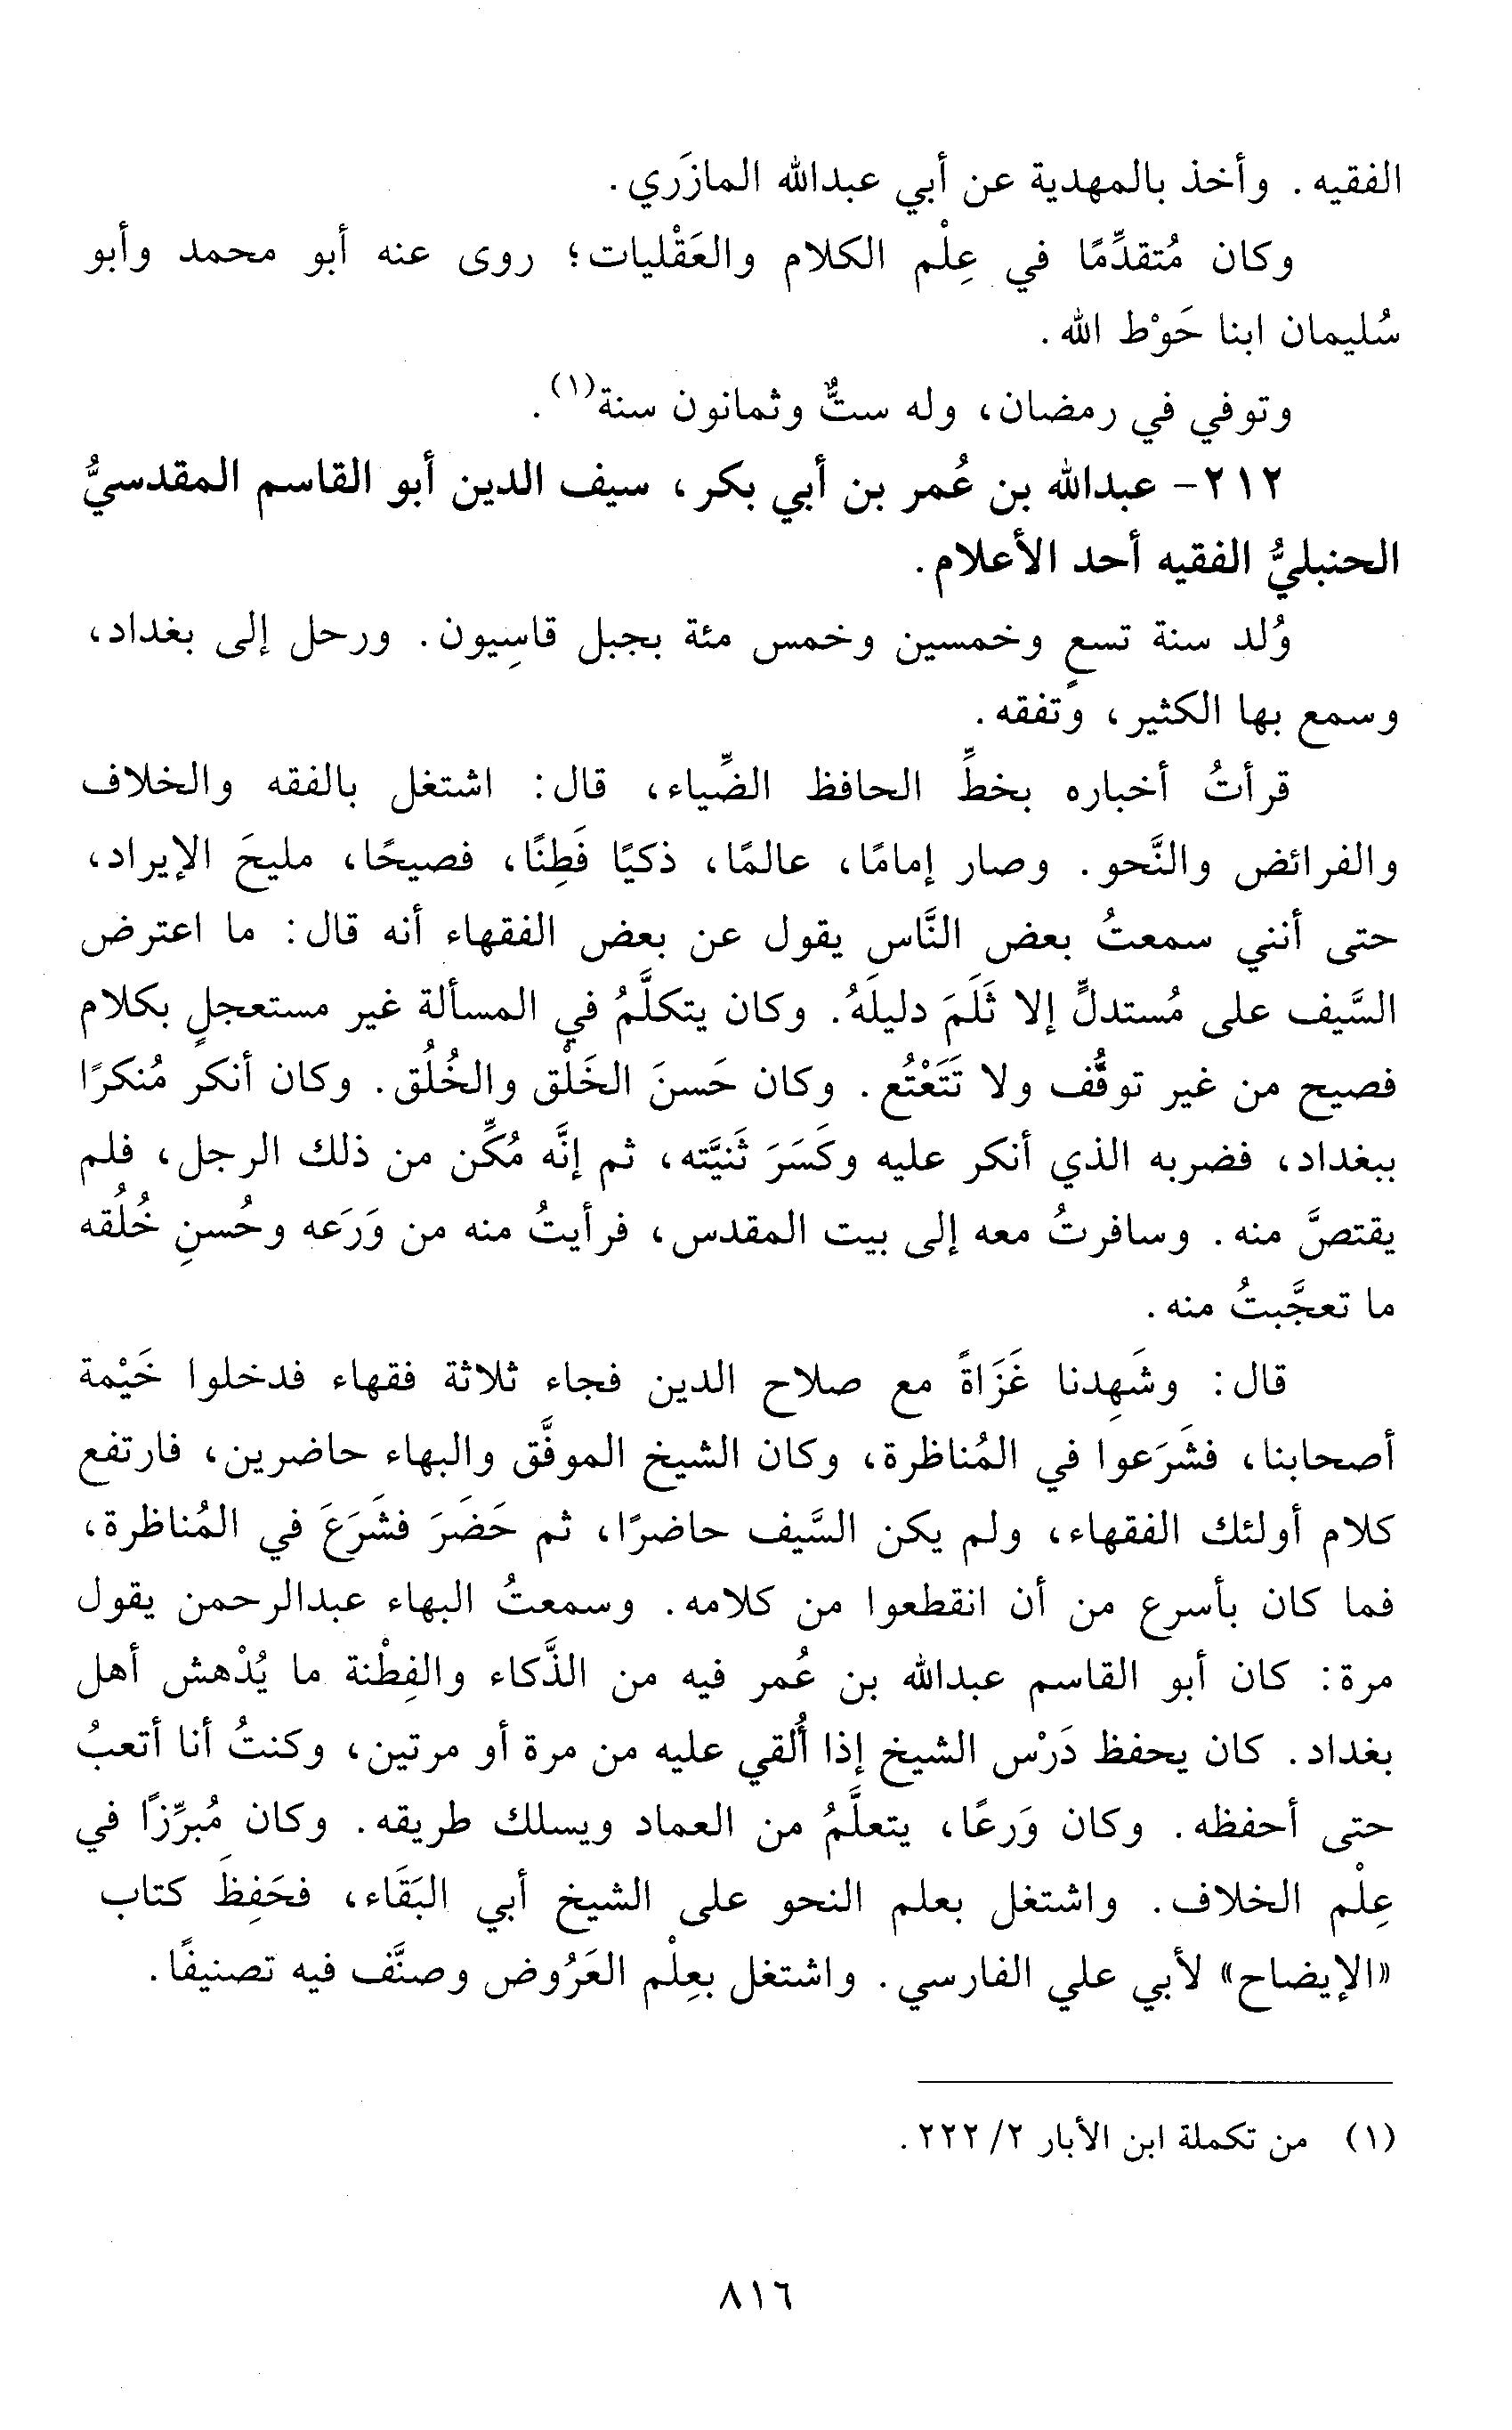 الفقيه. وأخذ بالمهدية عن أبي عبدالله المازَري.
وكان مُتقدِّمًا في عِلْم الكلام والعَقْليات؛ روى عنه أبو محمد وأبو
سُليمان ابنا حَوْط الله.
وتوفي في رمضان، وله ستٌّ وثمانون سنة(١).
٢١٢- عبدالله بن عُمر بن أبي بكر، سيف الدين أبو القاسم المقدسيُّ
الحنبليُّ الفقيه أحد الأعلام.
وُلد سنة تسعٍ وخمسين وخمس مئة بجبل قاسِيون. ورحل إلى بغداد،
وسمع بها الكثير، وتفقه.
قرأتُ أخباره بخطِّ الحافظ الضِّياء، قال: اشتغل بالفقه والخلاف
والفرائض والنَّحو. وصار إمامًا، عالمًا، ذكيًا فَطِنًا، فصيحًا، مليحَ الإيراد،
حتى أنني سمعتُ بعض النَّاس يقول عن بعض الفقهاء أنه قال: ما اعترض
السَّيف على مُستدلٍّ إلا ثَلَمَ دليلَهُ. وكان يتكلَّمُ في المسألة غير مستعجلٍ بكلام
فصيح من غير توقُّف ولا تَتَعْتُع. وكان حَسنَ الخَلْق والخُلُق. وكان أنكر مُنكرًا
ببغداد، فضربه الذي أنكر عليه وكَسَرَ ثَنيَّته، ثم إنَّه مُكِّن من ذلك الرجل، فلم
يقتصَّ منه. وسافرتُ معه إلى بيت المقدس، فرأيتُ منه من وَرَعه وحُسنِ خُلُقه
ما تعجَّبتُ منه.
قال: وشَهِدنا غَزَاةً مع صلاح الدين فجاء ثلاثة فقهاء فدخلوا خَيْمة
أصحابنا، فشَرَعوا في المُناظرة، وكان الشيخ الموفَّق والبهاء حاضرين، فارتفع
كلام أولئك الفقهاء، ولم يكن السَّيف حاضرًا، ثم حَضَرَ فشَرَعَ في المُناظرة،
فما كان بأسرع من أن انقطعوا من كلامه. وسمعتُ البهاء عبدالرحمن يقول
مرة: كان أبو القاسم عبدالله بن عُمر فيه من الذَّكاء والفِطْنة ما يُدْهش أهل
بغداد. كان يحفظ دَرْس الشيخ إذا أُلقي عليه من مرة أو مرتين، وكنتُ أنا أتعبُ
حتى أحفظه. وكان وَرعًا، يتعلَّمُ من العماد ويسلك طريقه. وكان مُبرِّزًا في
عِلْم الخلاف. واشتغل بعلم النحو على الشيخ أبي البَقَاء، فحَفِظَ كتاب
«الإيضاح» لأبي علي الفارسي. واشتغل بعِلْم العَرُوض وصنَّف فيه تصنيفًا.
(١) من تكملة ابن الأبار ٢/ ٢٢٢.
٨١٦